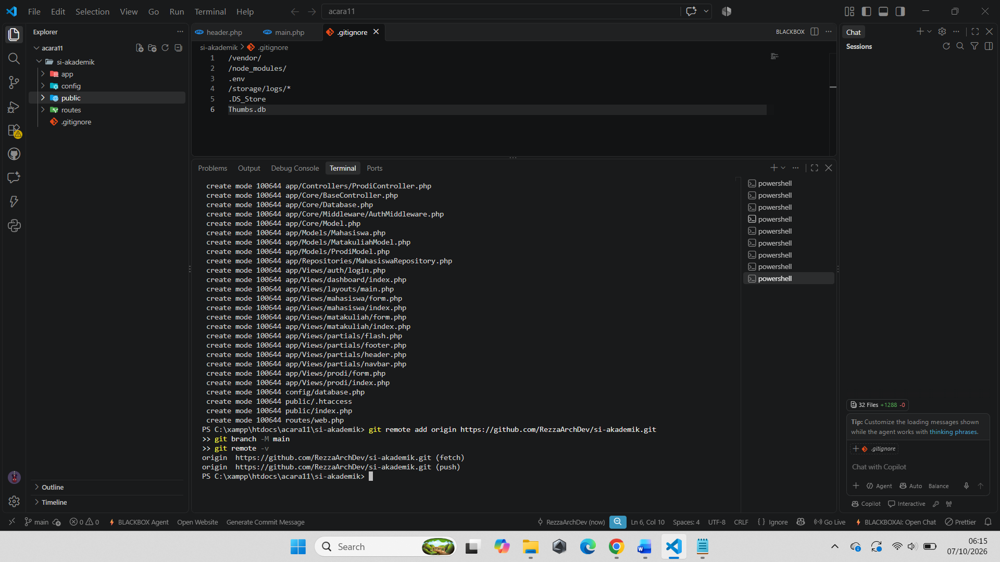 File Edit Selection View Go Run Terminal Help
acara11
Explorer
acara11
si-akademik
app
config
public
routes
.gitignore
Outline
Timeline
header.php
main.php
.gitignore
BLACKBOX
si-akademik > .gitignore
1 /vendor/
2 /node_modules/
3 .env
4 /storage/logs/*
5 .DS_Store
6 Thumbs.db
Problems Output Debug Console Terminal Ports
create mode 100644 app/Controllers/ProdiController.php
create mode 100644 app/Core/BaseController.php
create mode 100644 app/Core/Database.php
create mode 100644 app/Core/Middleware/AuthMiddleware.php
create mode 100644 app/Core/Model.php
create mode 100644 app/Models/Mahasiswa.php
create mode 100644 app/Models/MatakuliahModel.php
create mode 100644 app/Models/ProdiModel.php
create mode 100644 app/Repositories/MahasiswaRepository.php
create mode 100644 app/Views/auth/login.php
create mode 100644 app/Views/dashboard/index.php
create mode 100644 app/Views/layouts/main.php
create mode 100644 app/Views/mahasiswa/form.php
create mode 100644 app/Views/mahasiswa/index.php
create mode 100644 app/Views/matakuliah/form.php
create mode 100644 app/Views/matakuliah/index.php
create mode 100644 app/Views/partials/flash.php
create mode 100644 app/Views/partials/footer.php
create mode 100644 app/Views/partials/header.php
create mode 100644 app/Views/partials/navbar.php
create mode 100644 app/Views/prodi/form.php
create mode 100644 app/Views/prodi/index.php
create mode 100644 config/database.php
create mode 100644 public/.htaccess
create mode 100644 public/index.php
create mode 100644 routes/web.php
PS C:\xampp\htdocs\acara11\si-akademik> git remote add origin https://github.com/RezzaArchDev/si-akademik.git
>> git branch -M main
>> git remote -v
origin  https://github.com/RezzaArchDev/si-akademik.git (fetch)
origin  https://github.com/RezzaArchDev/si-akademik.git (push)
PS C:\xampp\htdocs\acara11\si-akademik>
powershell
powershell
powershell
powershell
powershell
powershell
powershell
powershell
powershell
Chat
Sessions
32 Files +1288 -0
Tip: Customize the loading messages shown
while the agent works with thinking phrases.
.gitignore
Chat with Copilot
Agent Auto Balance
Copilot Interactive
main 0 0 BLACKBOX Agent Open Website Generate Commit Message RezzaArchDev (now) Ln 6, Col 10 Spaces: 4 UTF-8 CRLF { } Ignore Go Live BLACKBOXAI: Open Chat Prettier
Search
06:15
07/10/2026